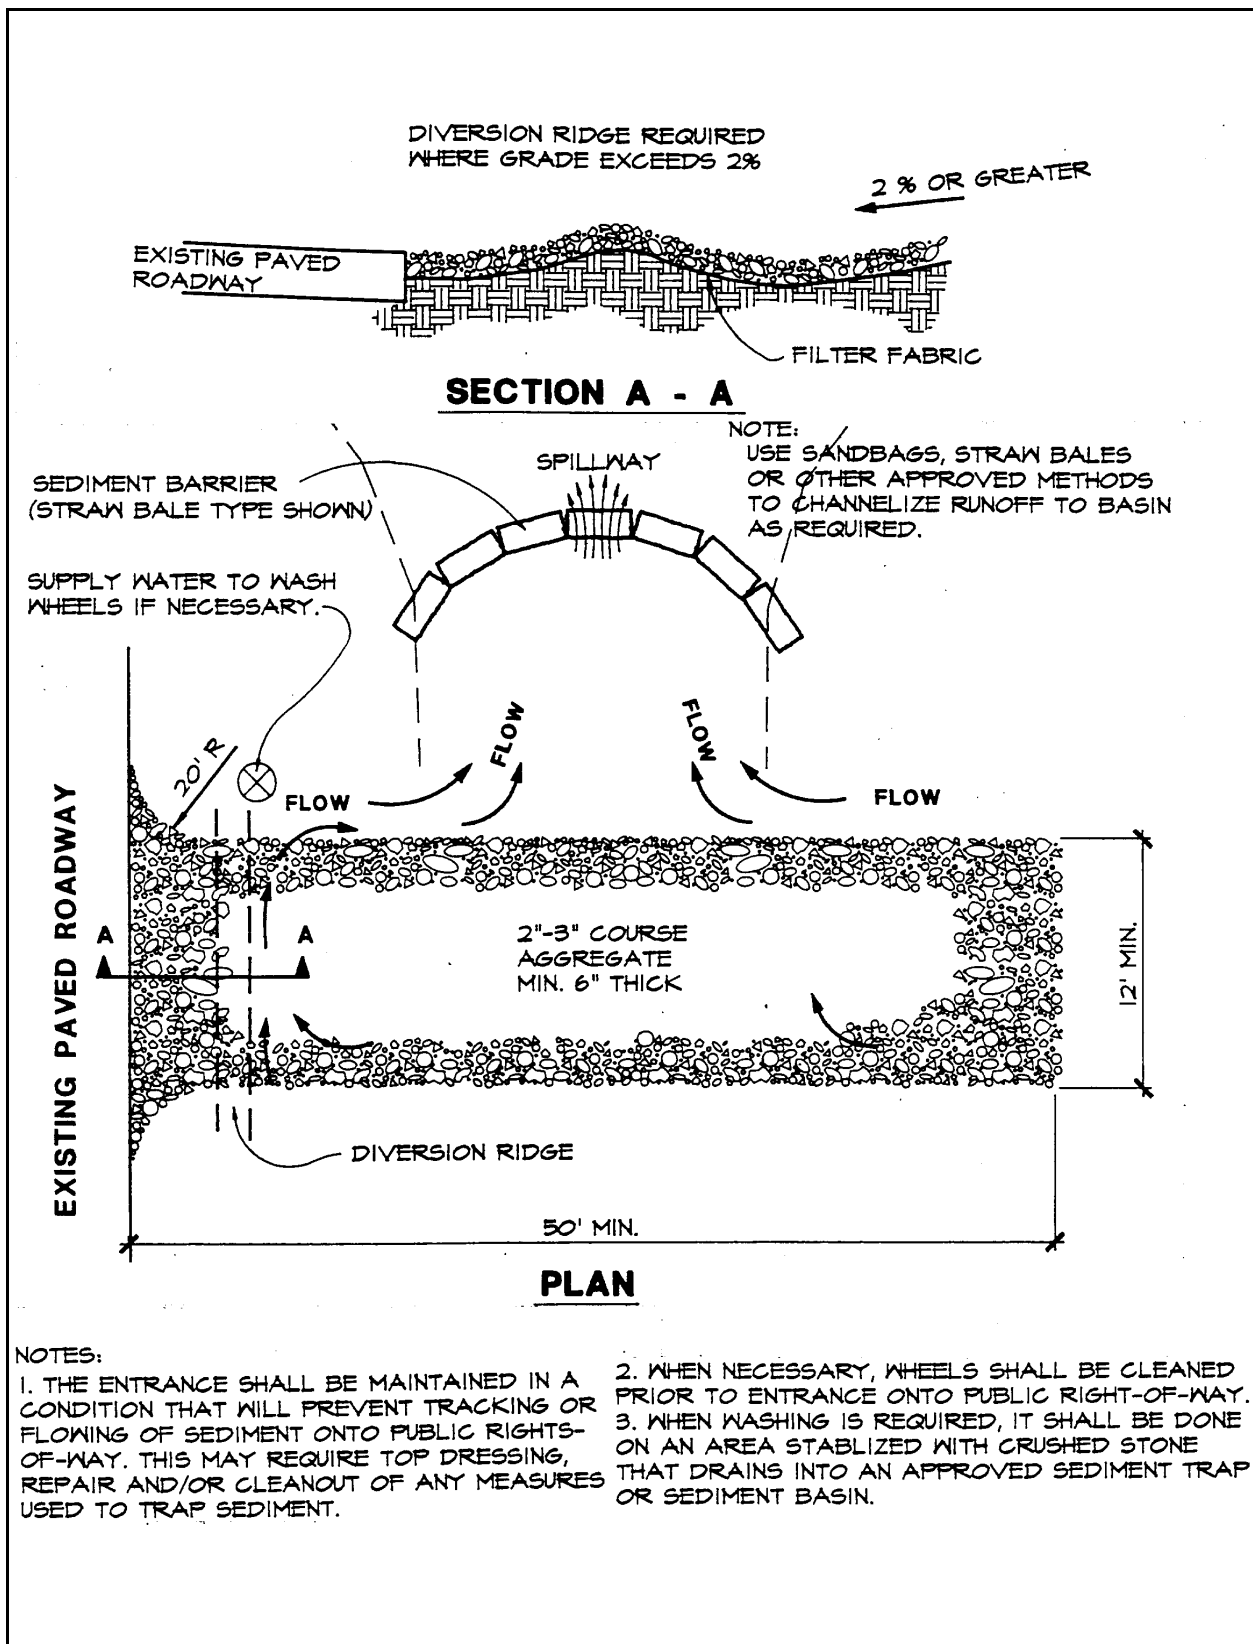 DIVERSION RIDGE REQUIRED
WHERE GRADE EXCEEDS 2%
2 % OR GREATER
EXISTING PAVED
ROADWAY
FILTER FABRIC
SECTION A - A
NOTE:
USE SANDBAGS, STRAW BALES
OR OTHER APPROVED METHODS
TO CHANNELIZE RUNOFF TO BASIN
AS REQUIRED.
SPILLWAY
SEDIMENT BARRIER
(STRAW BALE TYPE SHOWN)
SUPPLY WATER TO WASH
WHEELS IF NECESSARY.
FLOW
FLOW
20' R
FLOW
FLOW
EXISTING PAVED ROADWAY
A
A
2"-3" COURSE
AGGREGATE
MIN. 6" THICK
12' MIN.
DIVERSION RIDGE
50' MIN.
PLAN
NOTES:
1. THE ENTRANCE SHALL BE MAINTAINED IN A
CONDITION THAT WILL PREVENT TRACKING OR
FLOWING OF SEDIMENT ONTO PUBLIC RIGHTS-
OF-WAY. THIS MAY REQUIRE TOP DRESSING,
REPAIR AND/OR CLEANOUT OF ANY MEASURES
USED TO TRAP SEDIMENT.
2. WHEN NECESSARY, WHEELS SHALL BE CLEANED
PRIOR TO ENTRANCE ONTO PUBLIC RIGHT-OF-WAY.
3. WHEN WASHING IS REQUIRED, IT SHALL BE DONE
ON AN AREA STABLIZED WITH CRUSHED STONE
THAT DRAINS INTO AN APPROVED SEDIMENT TRAP
OR SEDIMENT BASIN.